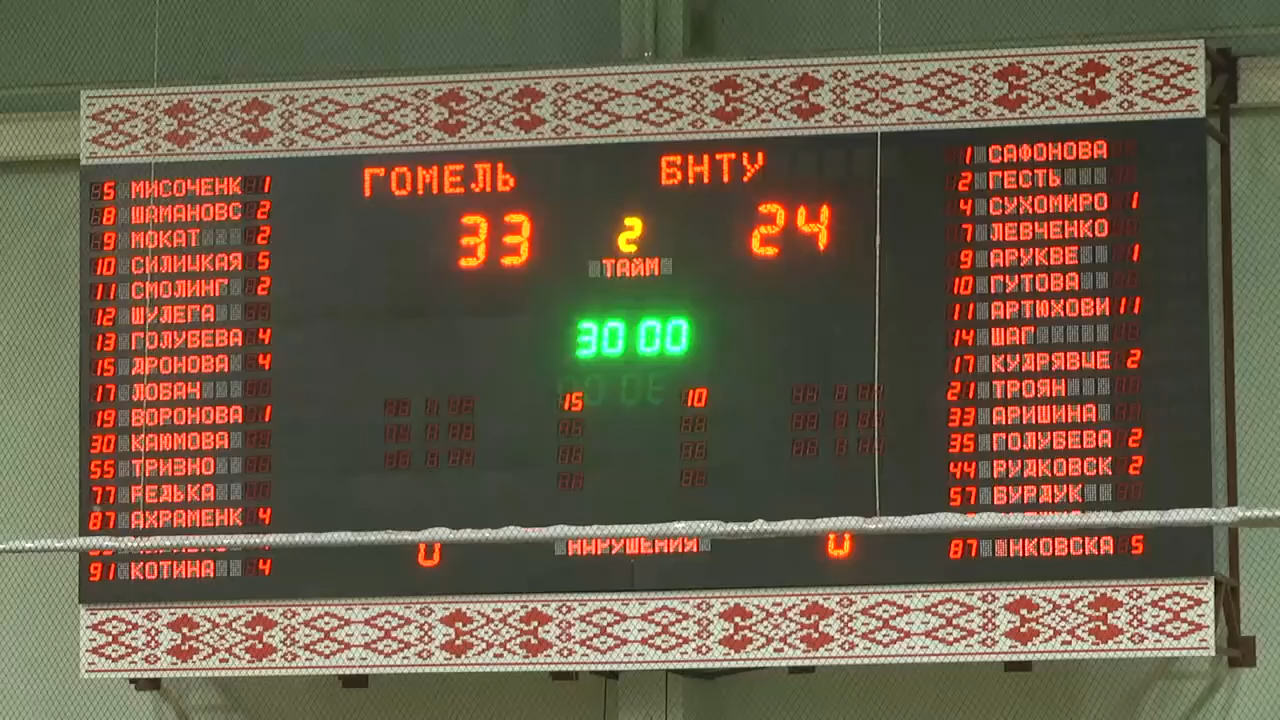 ГОМЕЛЬ
БНТУ
33
2
24
ТАЙМ
30 00
15
10
0
НАРУШЕНИЯ
0
5 МИСОЧЕНК 1
8 ШАМАНОВС 2
9 МОКАТ 2
10 СИЛИЦКАЯ 5
11 СМОЛИНГ 2
12 ШУЛЕГА
13 ГОЛУБЕВА 4
15 ДРОНОВА 4
17 ЛОБАЧ
19 ВОРОНОВА 1
30 КАЮМОВА
55 ТРИЗНО
77 РЕДЬКА
87 АХРАМЕНК 4
91 КОТИНА 4
1 САФОНОВА
2 ГЕСТЬ
4 СУХОМИРО 1
7 ЛЕВЧЕНКО
9 АРУКВЕ 1
10 ГУТОВА
11 АРТЮХОВИ 11
14 ШАГ
17 КУДРЯВЦЕ 2
21 ТРОЯН
33 АРИШИНА
35 ГОЛУБЕВА 2
44 РУДКОВСК 2
57 БУРДУК
87 ЯНКОВСКА 5